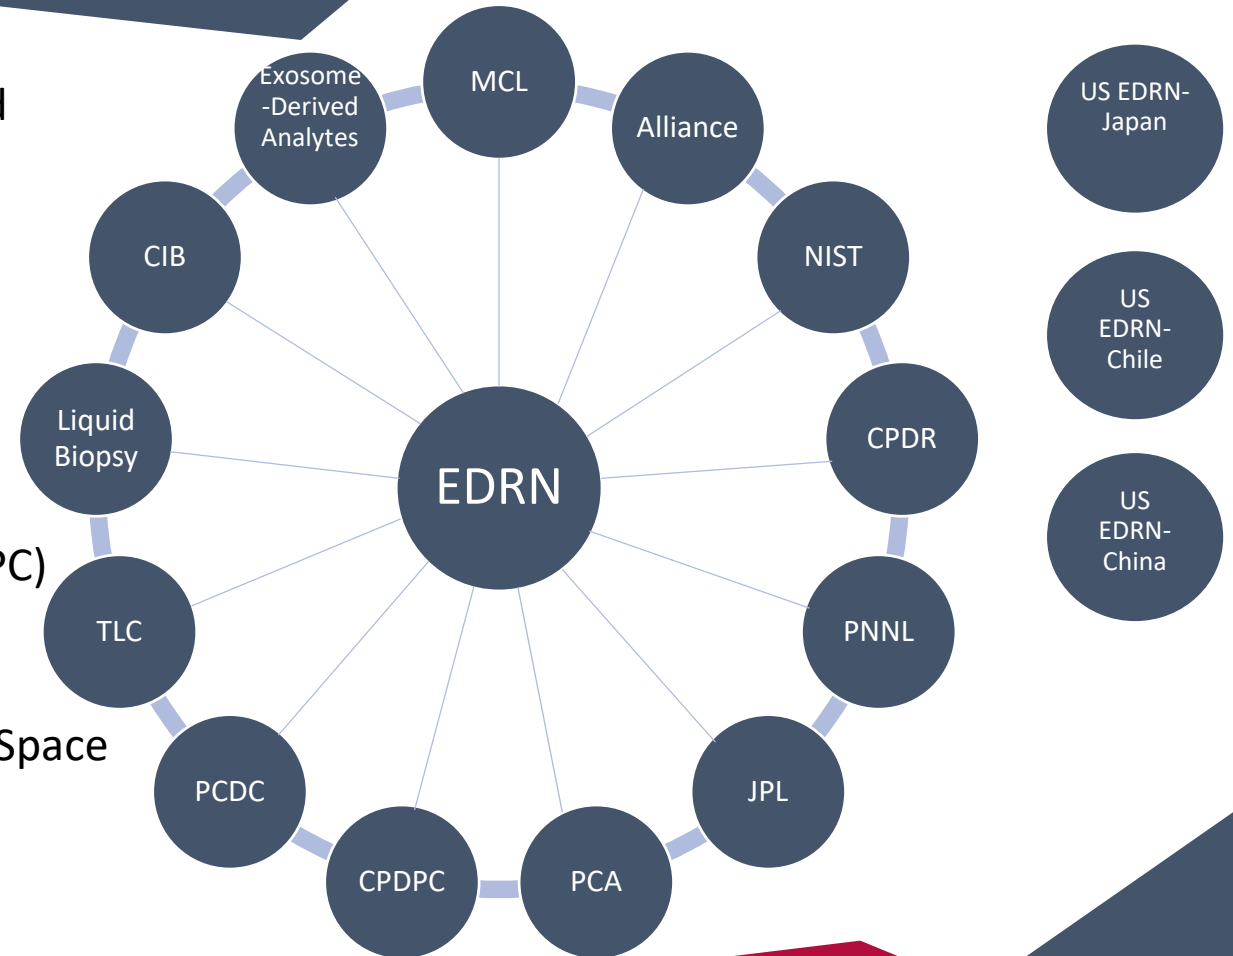 PC)
Space
MCL
Alliance
NIST
CPDR
PNNL
JPL
PCA
CPDPC
PCDC
TLC
Liquid
Biopsy
CIB
Exosome
-Derived
Analytes
EDRN
US EDRN-
Japan
US
EDRN-
Chile
US
EDRN-
China